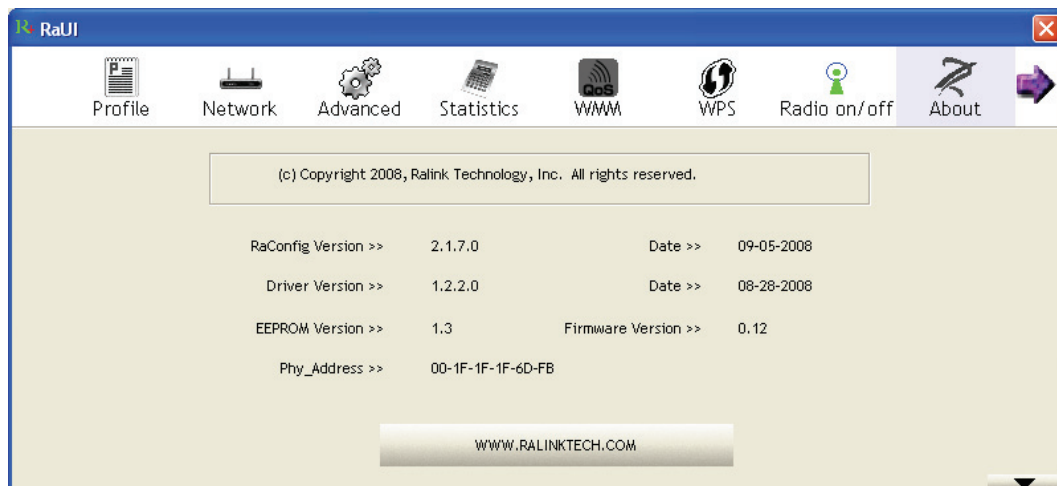 RaUI
Profile Network Advanced Statistics QoS WMM WPS Radio on/off About
(c) Copyright 2008, Ralink Technology, Inc. All rights reserved.
RaConfig Version >> 2.1.7.0 Date >> 09-05-2008
Driver Version >> 1.2.2.0 Date >> 08-28-2008
EEPROM Version >> 1.3 Firmware Version >> 0.12
Phy_Address >> 00-1F-1F-1F-6D-FB
WWW.RALINKTECH.COM